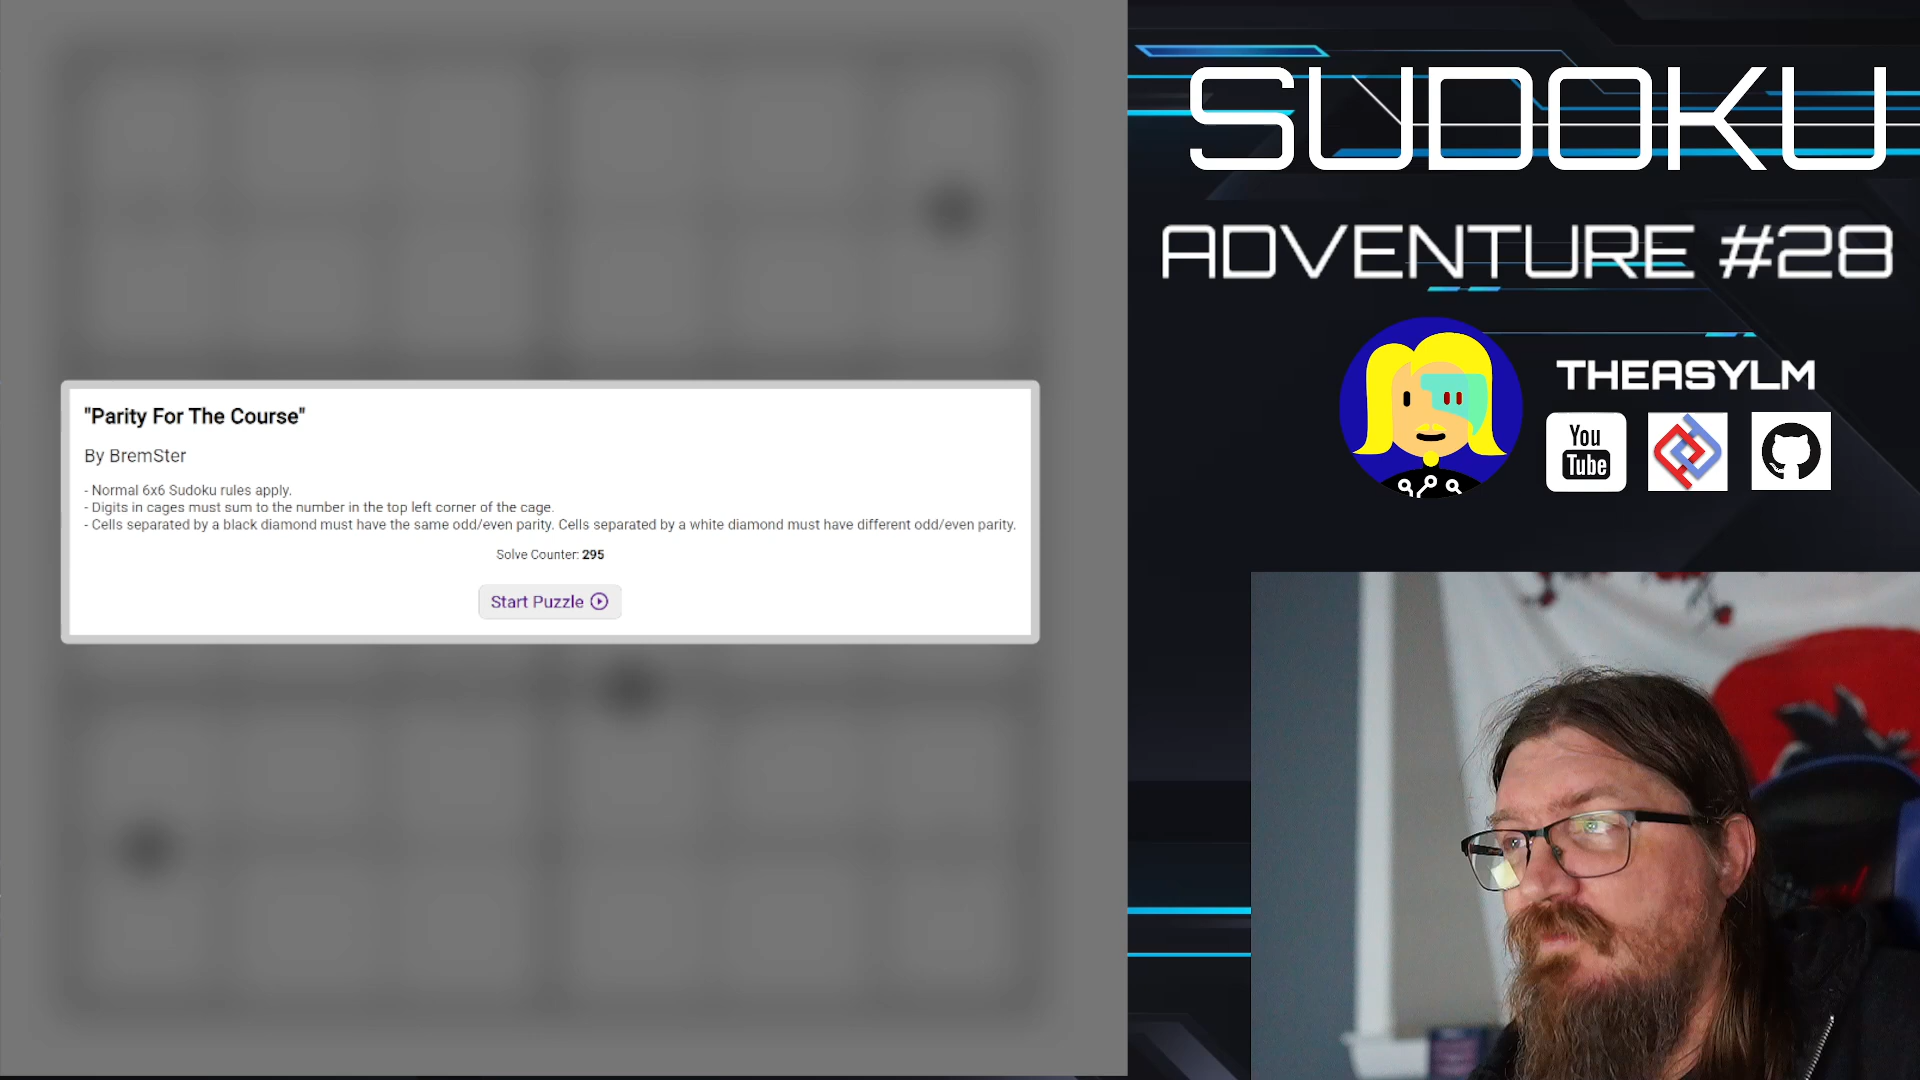 "Parity For The Course"
By BremSter
- Normal 6x6 Sudoku rules apply.
- Digits in cages must sum to the number in the top left corner of the cage.
- Cells separated by a black diamond must have the same odd/even parity. Cells separated by a white diamond must have different odd/even parity.
Solve Counter: 295
Start Puzzle
SUDOKU
ADVENTURE #28
THEASYLM
You
Tube